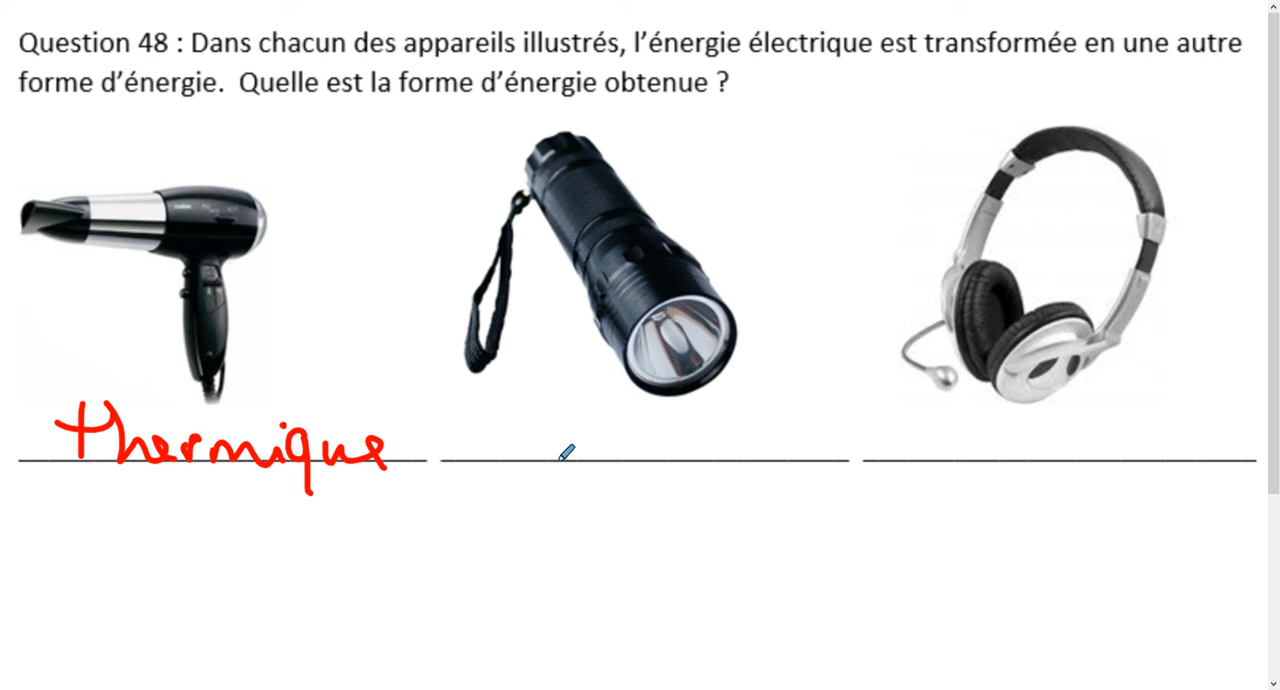 Question 48 : Dans chacun des appareils illustrés, l’énergie électrique est transformée en une autre
forme d’énergie.  Quelle est la forme d’énergie obtenue ?
thermique